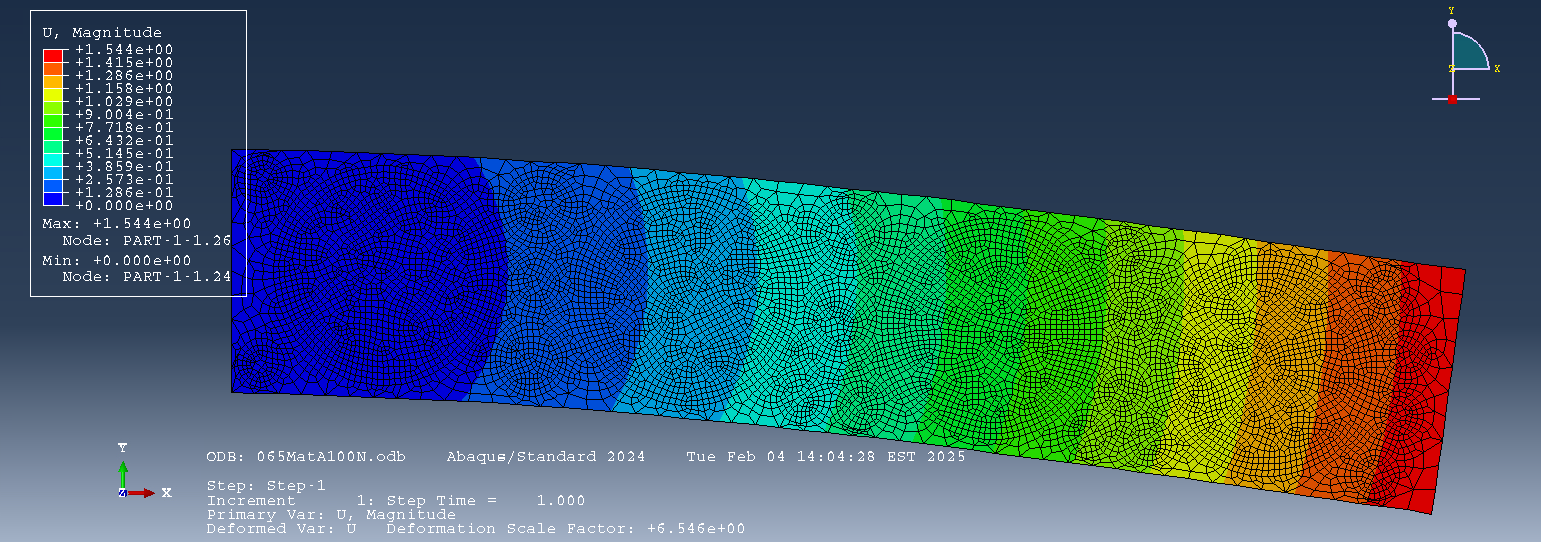 U, Magnitude
+1.544e+00
+1.415e+00
+1.286e+00
+1.158e+00
+1.029e+00
+9.004e-01
+7.718e-01
+6.432e-01
+5.145e-01
+3.859e-01
+2.573e-01
+1.286e-01
+0.000e+00
Max: +1.544e+00
Node: PART-1-1.26
Min: +0.000e+00
Node: PART-1-1.24
Y
Z X
Y
Z X
ODB: 065MatA100N.odb Abaqus/Standard 2024 Tue Feb 04 14:04:28 EST 2025
Step: Step-1
Increment 1: Step Time = 1.000
Primary Var: U, Magnitude
Deformed Var: U Deformation Scale Factor: +6.546e+00